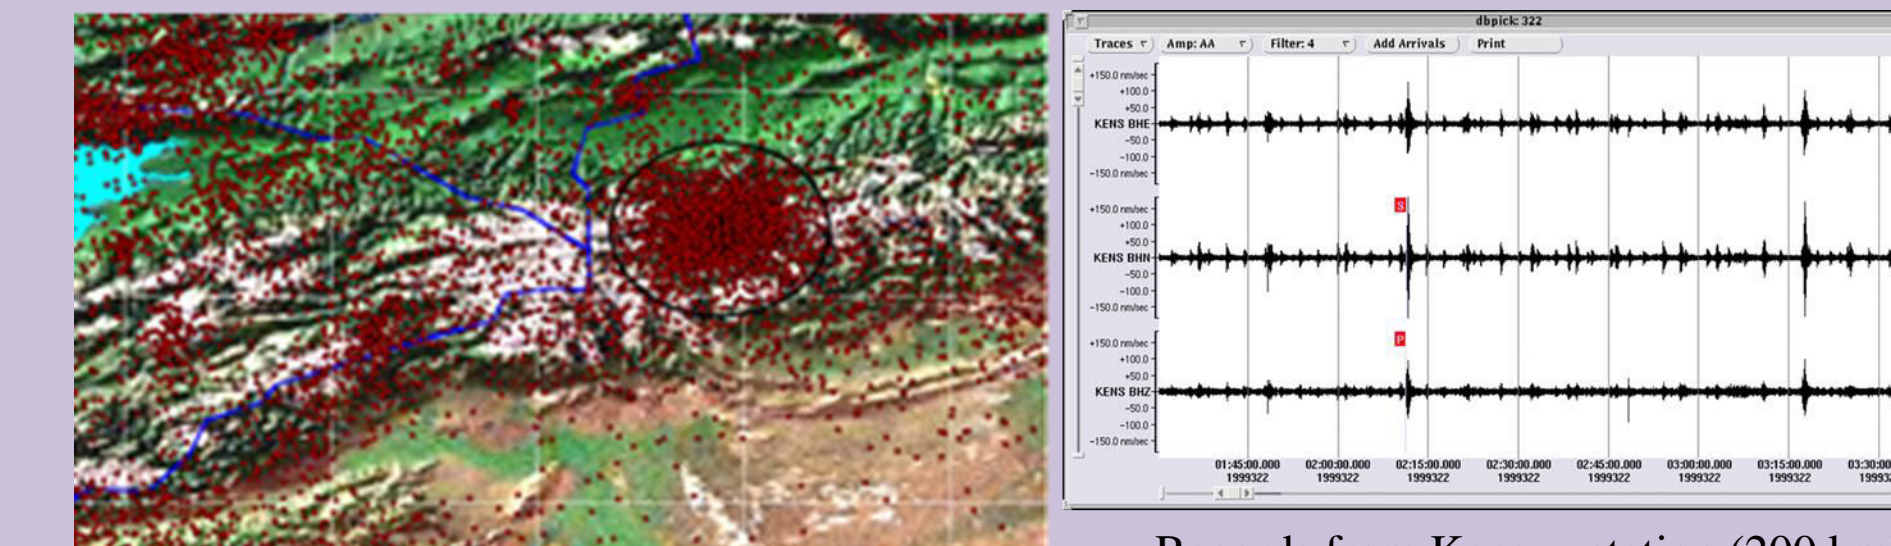 dbpick: 322
Traces Amp: AA Filter: 4 Add Arrivals Print
+150.0 nm/sec
+100.0
+50.0
KENS BHE
-50.0
-100.0
-150.0 nm/sec
S
+150.0 nm/sec
+100.0
+50.0
KENS BHN
-50.0
-100.0
-150.0 nm/sec
P
+150.0 nm/sec
+100.0
+50.0
KENS BHZ
-50.0
-100.0
-150.0 nm/sec
01:45:00.000 02:00:00.000 02:15:00.000 02:30:00.000 02:45:00.000 03:00:00.000 03:15:00.000 03:30:00
1999322 1999322 1999322 1999322 1999322 1999322 1999322 19993